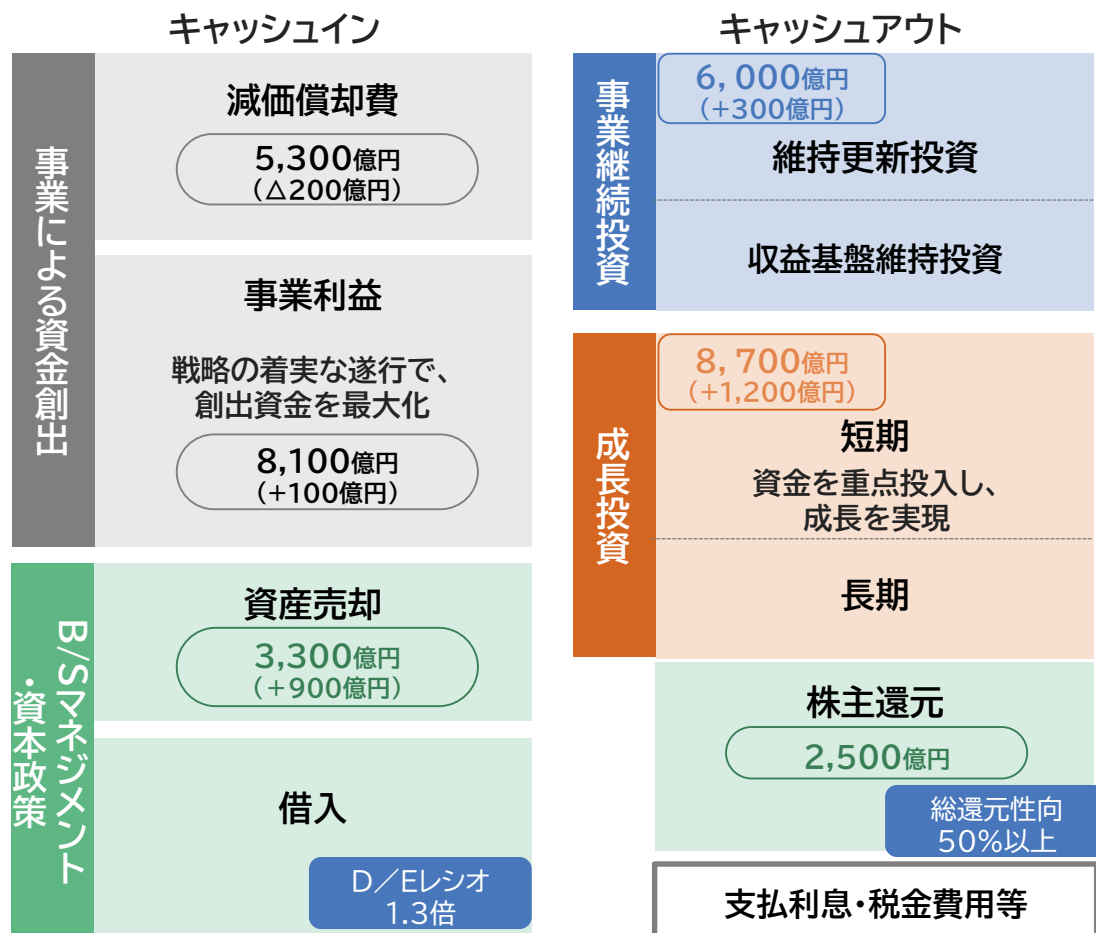 キャッシュイン
事業による資金創出
減価償却費
5,300億円
(△200億円)
事業利益
戦略の着実な遂行で、
創出資金を最大化
8,100億円
(+100億円)
B/Sマネジメント
・資本政策
資産売却
3,300億円
(+900億円)
借入
D/Eレシオ
1.3倍
キャッシュアウト
事業継続投資
6,000億円
(+300億円)
維持更新投資
収益基盤維持投資
成長投資
8,700億円
(+1,200億円)
短期
資金を重点投入し、
成長を実現
長期
株主還元
2,500億円
総還元性向
50%以上
支払利息・税金費用等